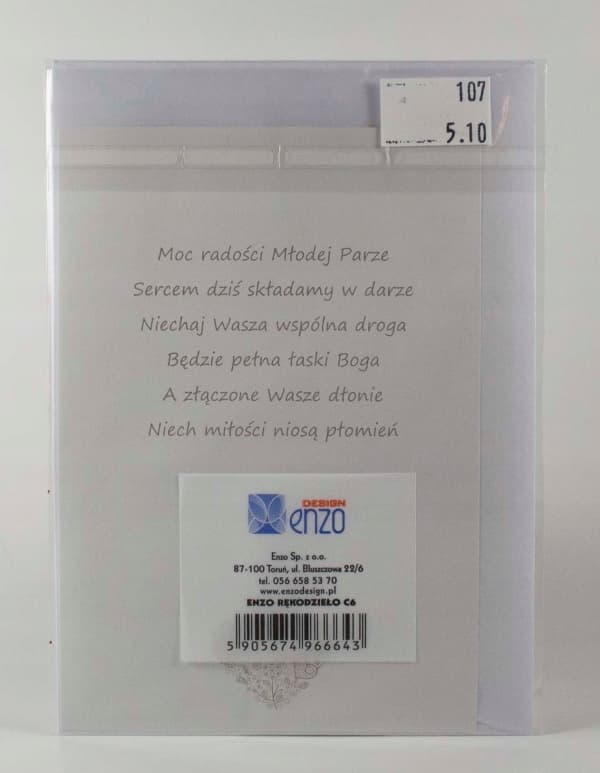 107
5.10
Moc radości Młodej Parze
Sercem dziś składamy w darze
Niechaj Wasza wspólna droga
Będzie pełna łaski Boga
A złączone Wasze dłonie
Niech miłości niosą płomień
DESIGN
enzo
Enzo Sp. z o.o.
87-100 Toruń, ul. Bluszczowa 22/6
tel. 056 658 53 70
www.enzodesign.pl
ENZO RĘKODZIEŁO C6
5 905674 966643